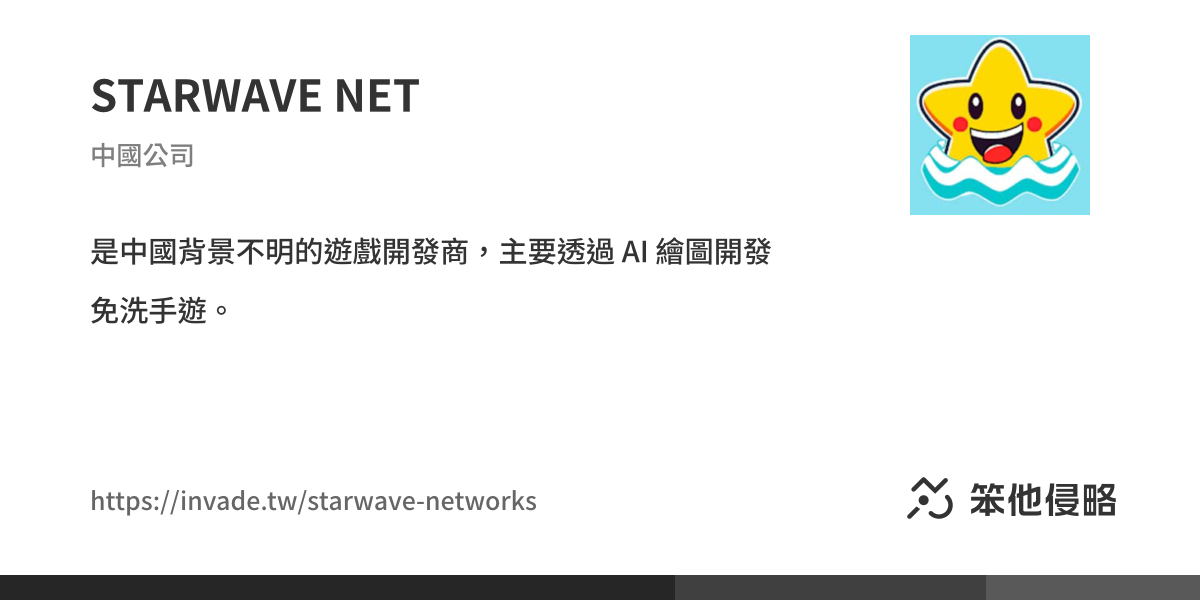 STARWAVE NET
中國公司
是中國背景不明的遊戲開發商，主要透過 AI 繪圖開發
免洗手遊。
https://invade.tw/starwave-networks
笨他侵略